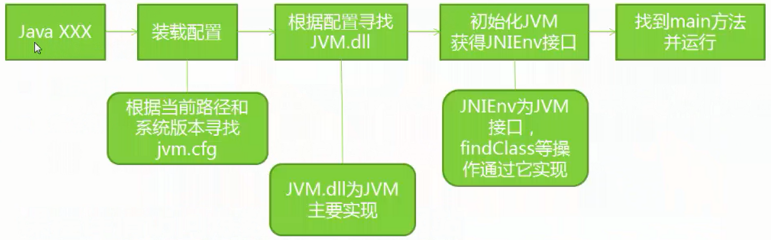 Java XXX
装载配置
根据配置寻找
JVM.dll
初始化JVM
获得JNIEnv接口
找到main方法
并运行
根据当前路径和
系统版本寻找
jvm.cfg
JVM.dll为JVM
主要实现
JNIEnv为JVM
接口，
findClass等操
作通过它实现